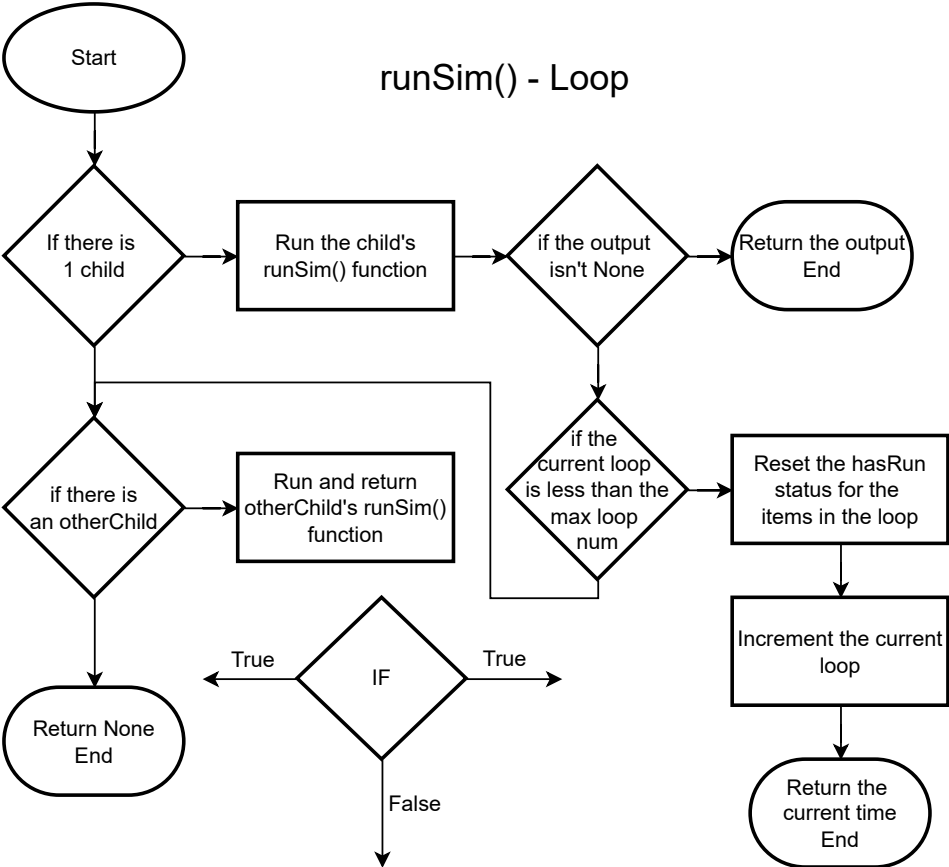 Start
runSim() - Loop
If there is
1 child
Run the child's
runSim() function
if the output
isn't None
Return the output
End
if there is
an otherChild
Run and return
otherChild's runSim()
function
if the
current loop
is less than the
max loop
num
Reset the hasRun
status for the
items in the loop
Increment the current
loop
Return None
End
True
IF
True
False
Return the
current time
End